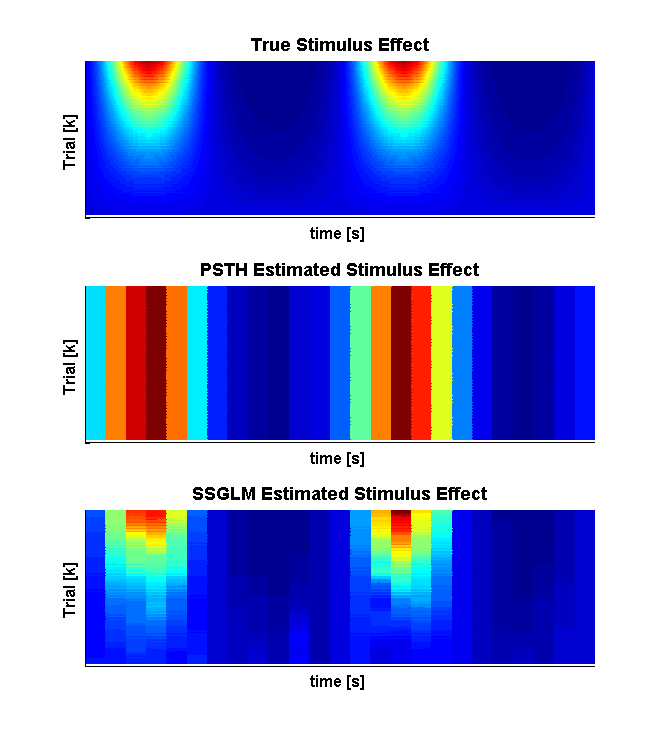 True Stimulus Effect
Trial [k]
time [s]
PSTH Estimated Stimulus Effect
Trial [k]
time [s]
SSGLM Estimated Stimulus Effect
Trial [k]
time [s]